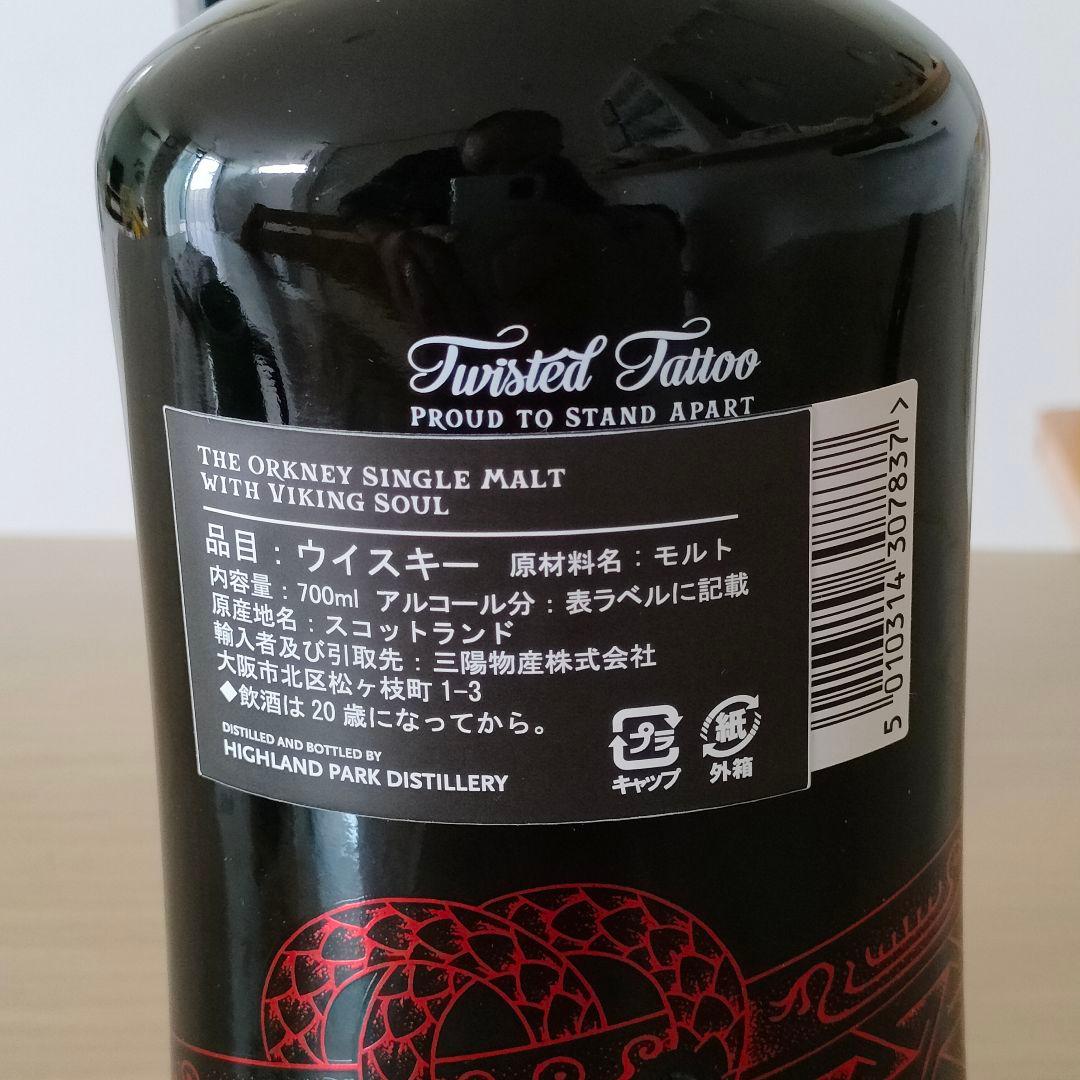 Twisted Tattoo
PROUD TO STAND APART
THE ORKNEY SINGLE MALT
WITH VIKING SOUL
品目：ウイスキー 原材料名：モルト
内容量：700ml アルコール分：表ラベルに記載
原産地名：スコットランド
輸入者及び引取先：三陽物産株式会社
大阪市北区松ヶ枝町1-3
◆飲酒は20歳になってから。
DISTILLED AND BOTTLED BY
HIGHLAND PARK DISTILLERY
プラ
キャップ
紙
外箱
5 010314 307837 >